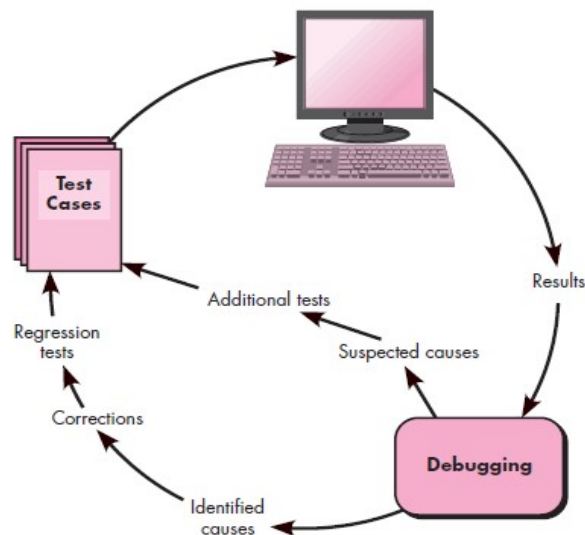 Test
Cases
Results
Additional tests
Suspected causes
Regression
tests
Corrections
Debugging
Identified
causes